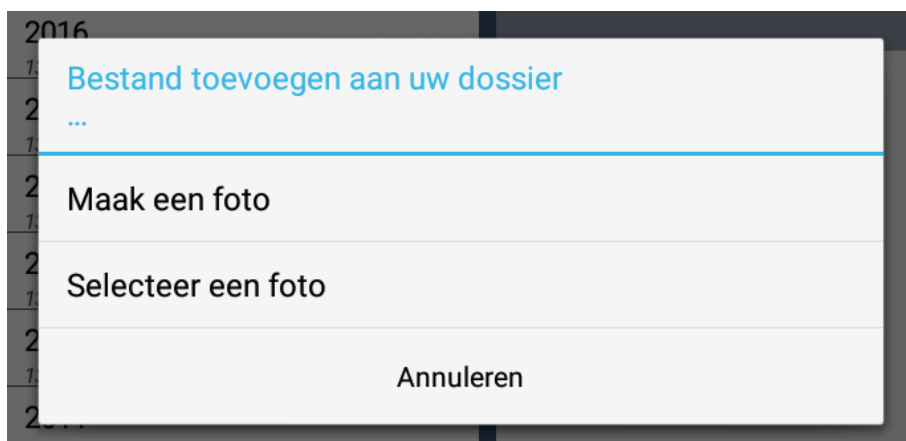 2016
Bestand toevoegen aan uw dossier
...
Maak een foto
Selecteer een foto
Annuleren